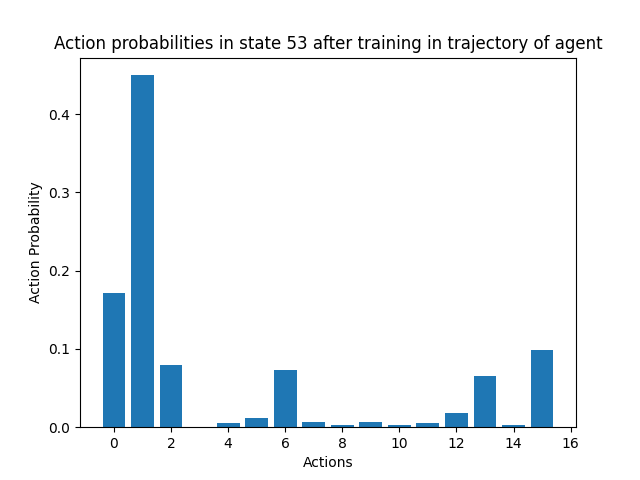 Action probabilities in state 53 after training in trajectory of agent
Action Probability
0.4
0.3
0.2
0.1
0.0
0 2 4 6 8 10 12 14 16
Actions